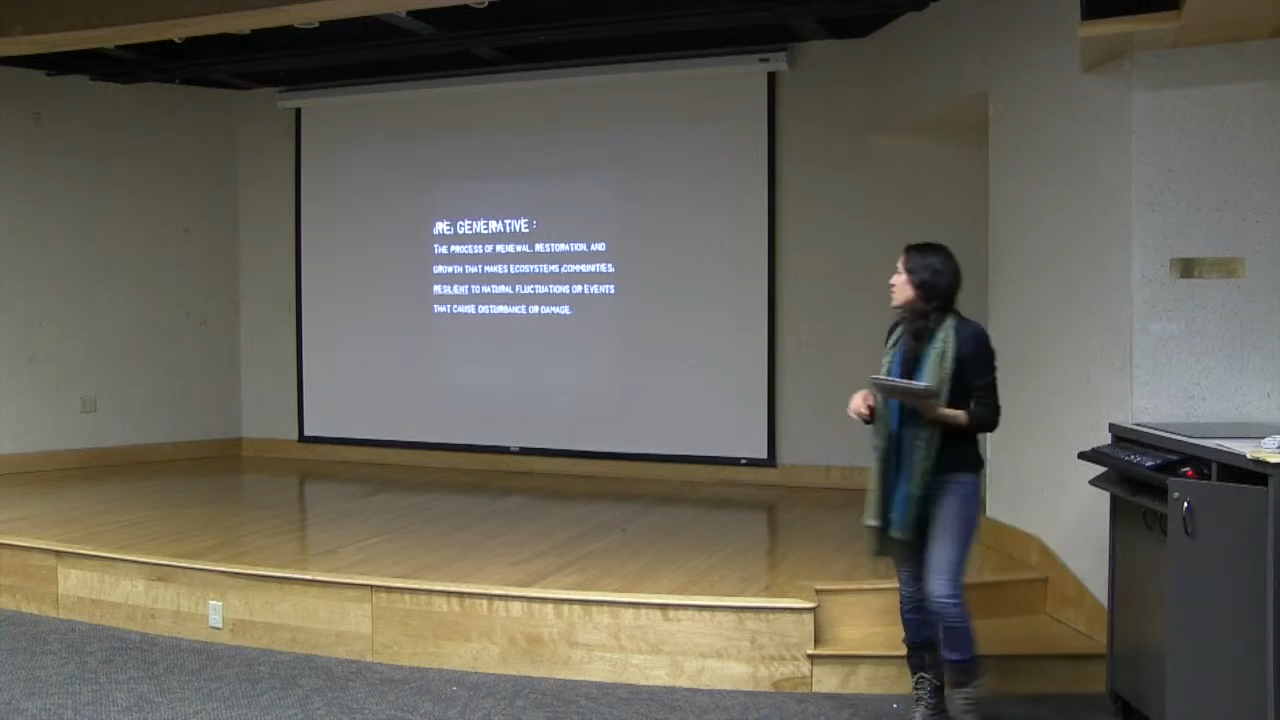 (RE) GENERATIVE :
THE PROCESS OF RENEWAL, RESTORATION, AND
GROWTH THAT MAKES ECOSYSTEMS (COMMUNITIES)
RESILIENT TO NATURAL FLUCTUATIONS OR EVENTS
THAT CAUSE DISTURBANCE OR DAMAGE.